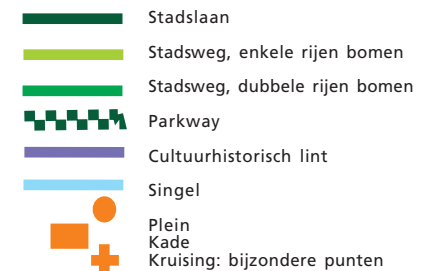 Stadslaan
Stadsweg, enkele rijen bomen
Stadsweg, dubbele rijen bomen
Parkway
Cultuurhistorisch lint
Singel
Plein
Kade
Kruising: bijzondere punten